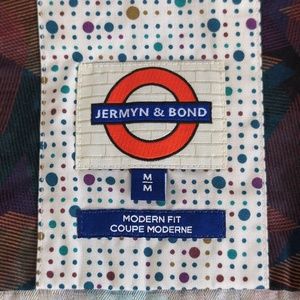 JERMYN & BOND
M
M
MODERN FIT
COUPE MODERNE